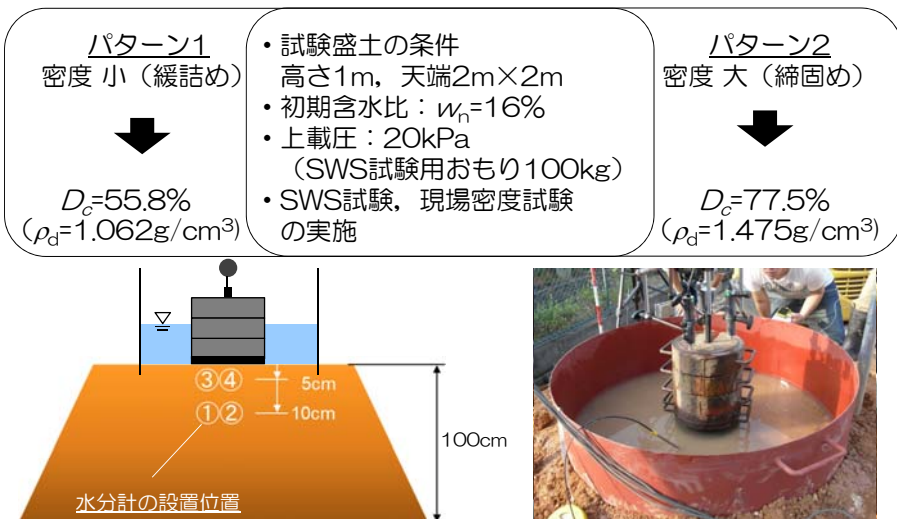 パターン1
密度 小（緩詰め）
D_c=55.8%
（ρ_d=1.062g/cm³）
・試験盛土の条件
高さ1m，天端2m×2m
・初期含水比：w_n=16%
・上載圧：20kPa
（SWS試験用おもり100kg）
・SWS試験，現場密度試験
の実施
パターン2
密度 大（締固め）
D_c=77.5%
（ρ_d=1.475g/cm³）
③④
5cm
①②
10cm
100cm
水分計の設置位置